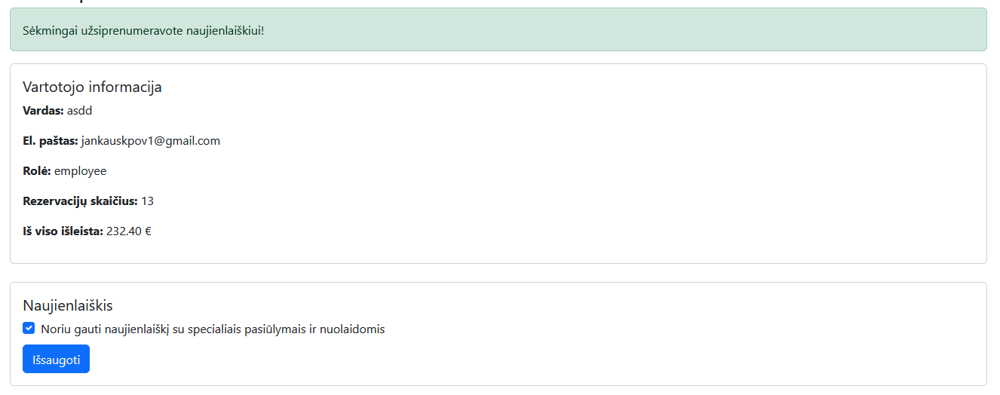 Sėkmingai užsiprenumeravote naujienlaiškiui!
Vartotojo informacija
Vardas: asdd
El. paštas: jankauskpov1@gmail.com
Rolė: employee
Rezervacijų skaičius: 13
Iš viso išleista: 232.40 €
Naujienlaiškis
Noriu gauti naujienlaiškį su specialiais pasiūlymais ir nuolaidomis
Išsaugoti